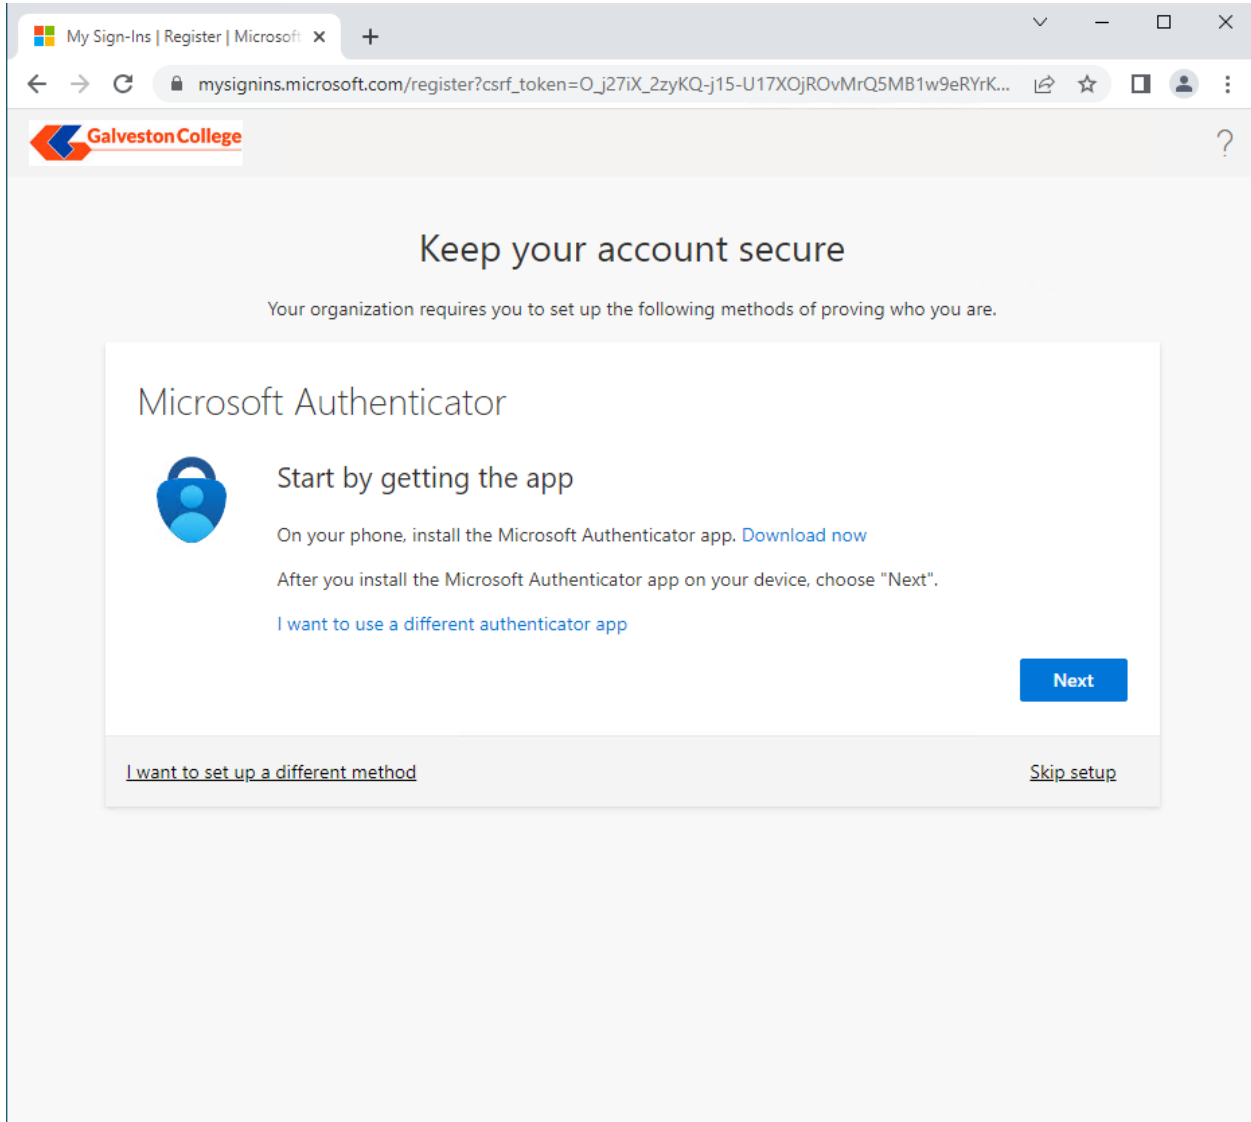 My Sign-Ins | Register | Microsoft
mysignins.microsoft.com/register?csrf_token=O_j27iX_2zyKQ-j15-U17XOjROvMrQ5MB1w9eRYrK...
Galveston College
Keep your account secure
Your organization requires you to set up the following methods of proving who you are.
Microsoft Authenticator
Start by getting the app
On your phone, install the Microsoft Authenticator app. Download now
After you install the Microsoft Authenticator app on your device, choose "Next".
I want to use a different authenticator app
Next
I want to set up a different method
Skip setup